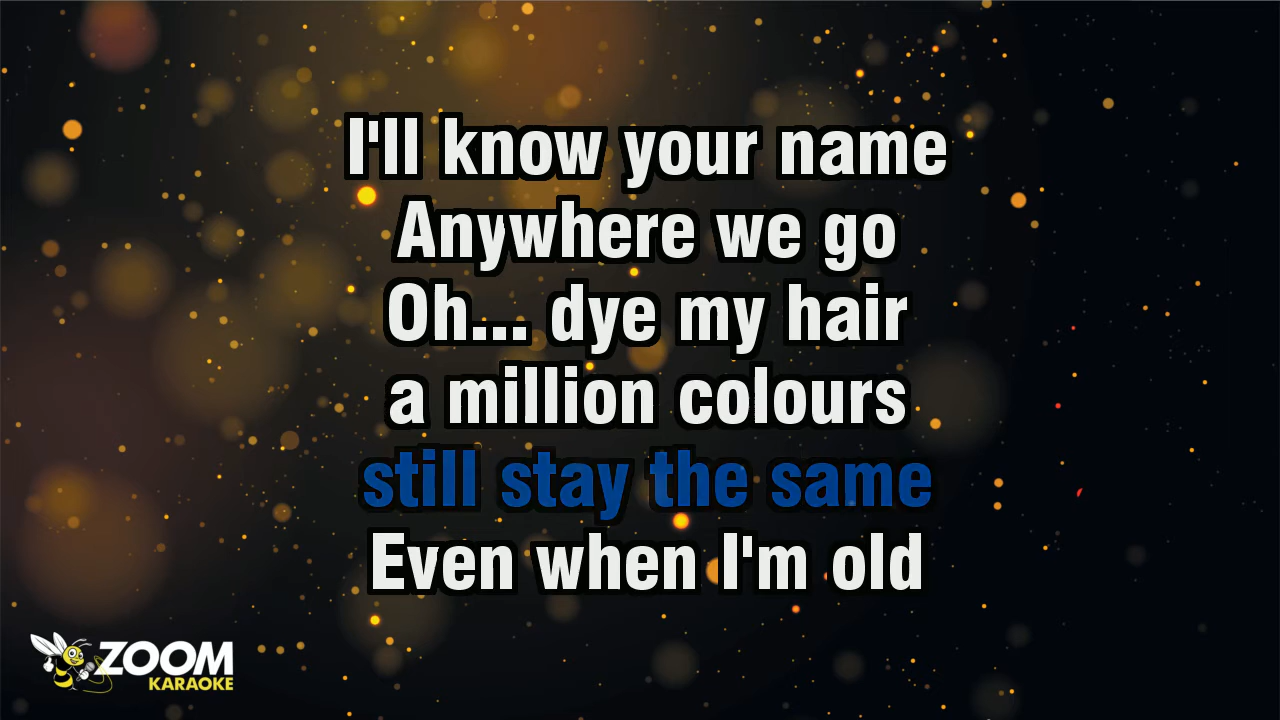 I'll know your name
Anywhere we go
Oh... dye my hair
a million colours
still stay the same
Even when I'm old
ZOOM
KARAOKE